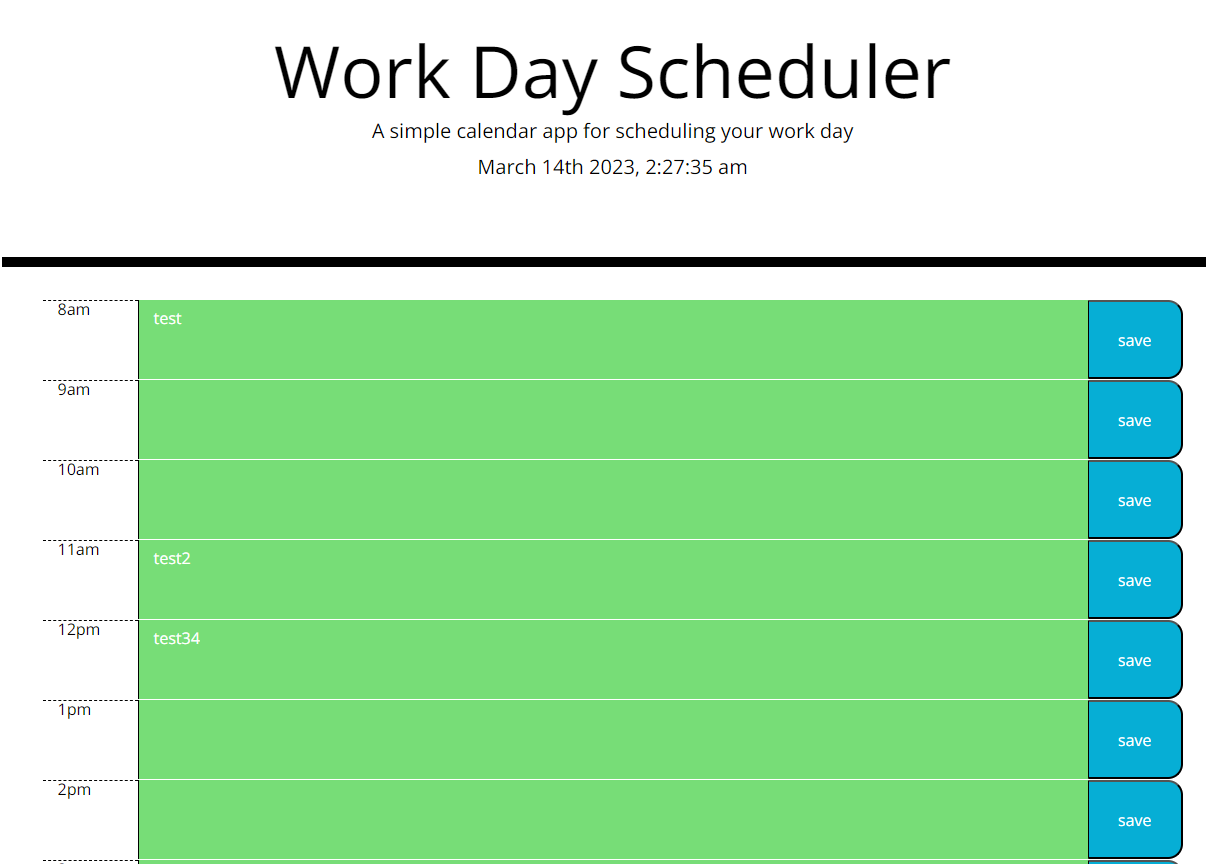 Work Day Scheduler
A simple calendar app for scheduling your work day
March 14th 2023, 2:27:35 am
8am test save
9am save
10am save
11am test2 save
12pm test34 save
1pm save
2pm save